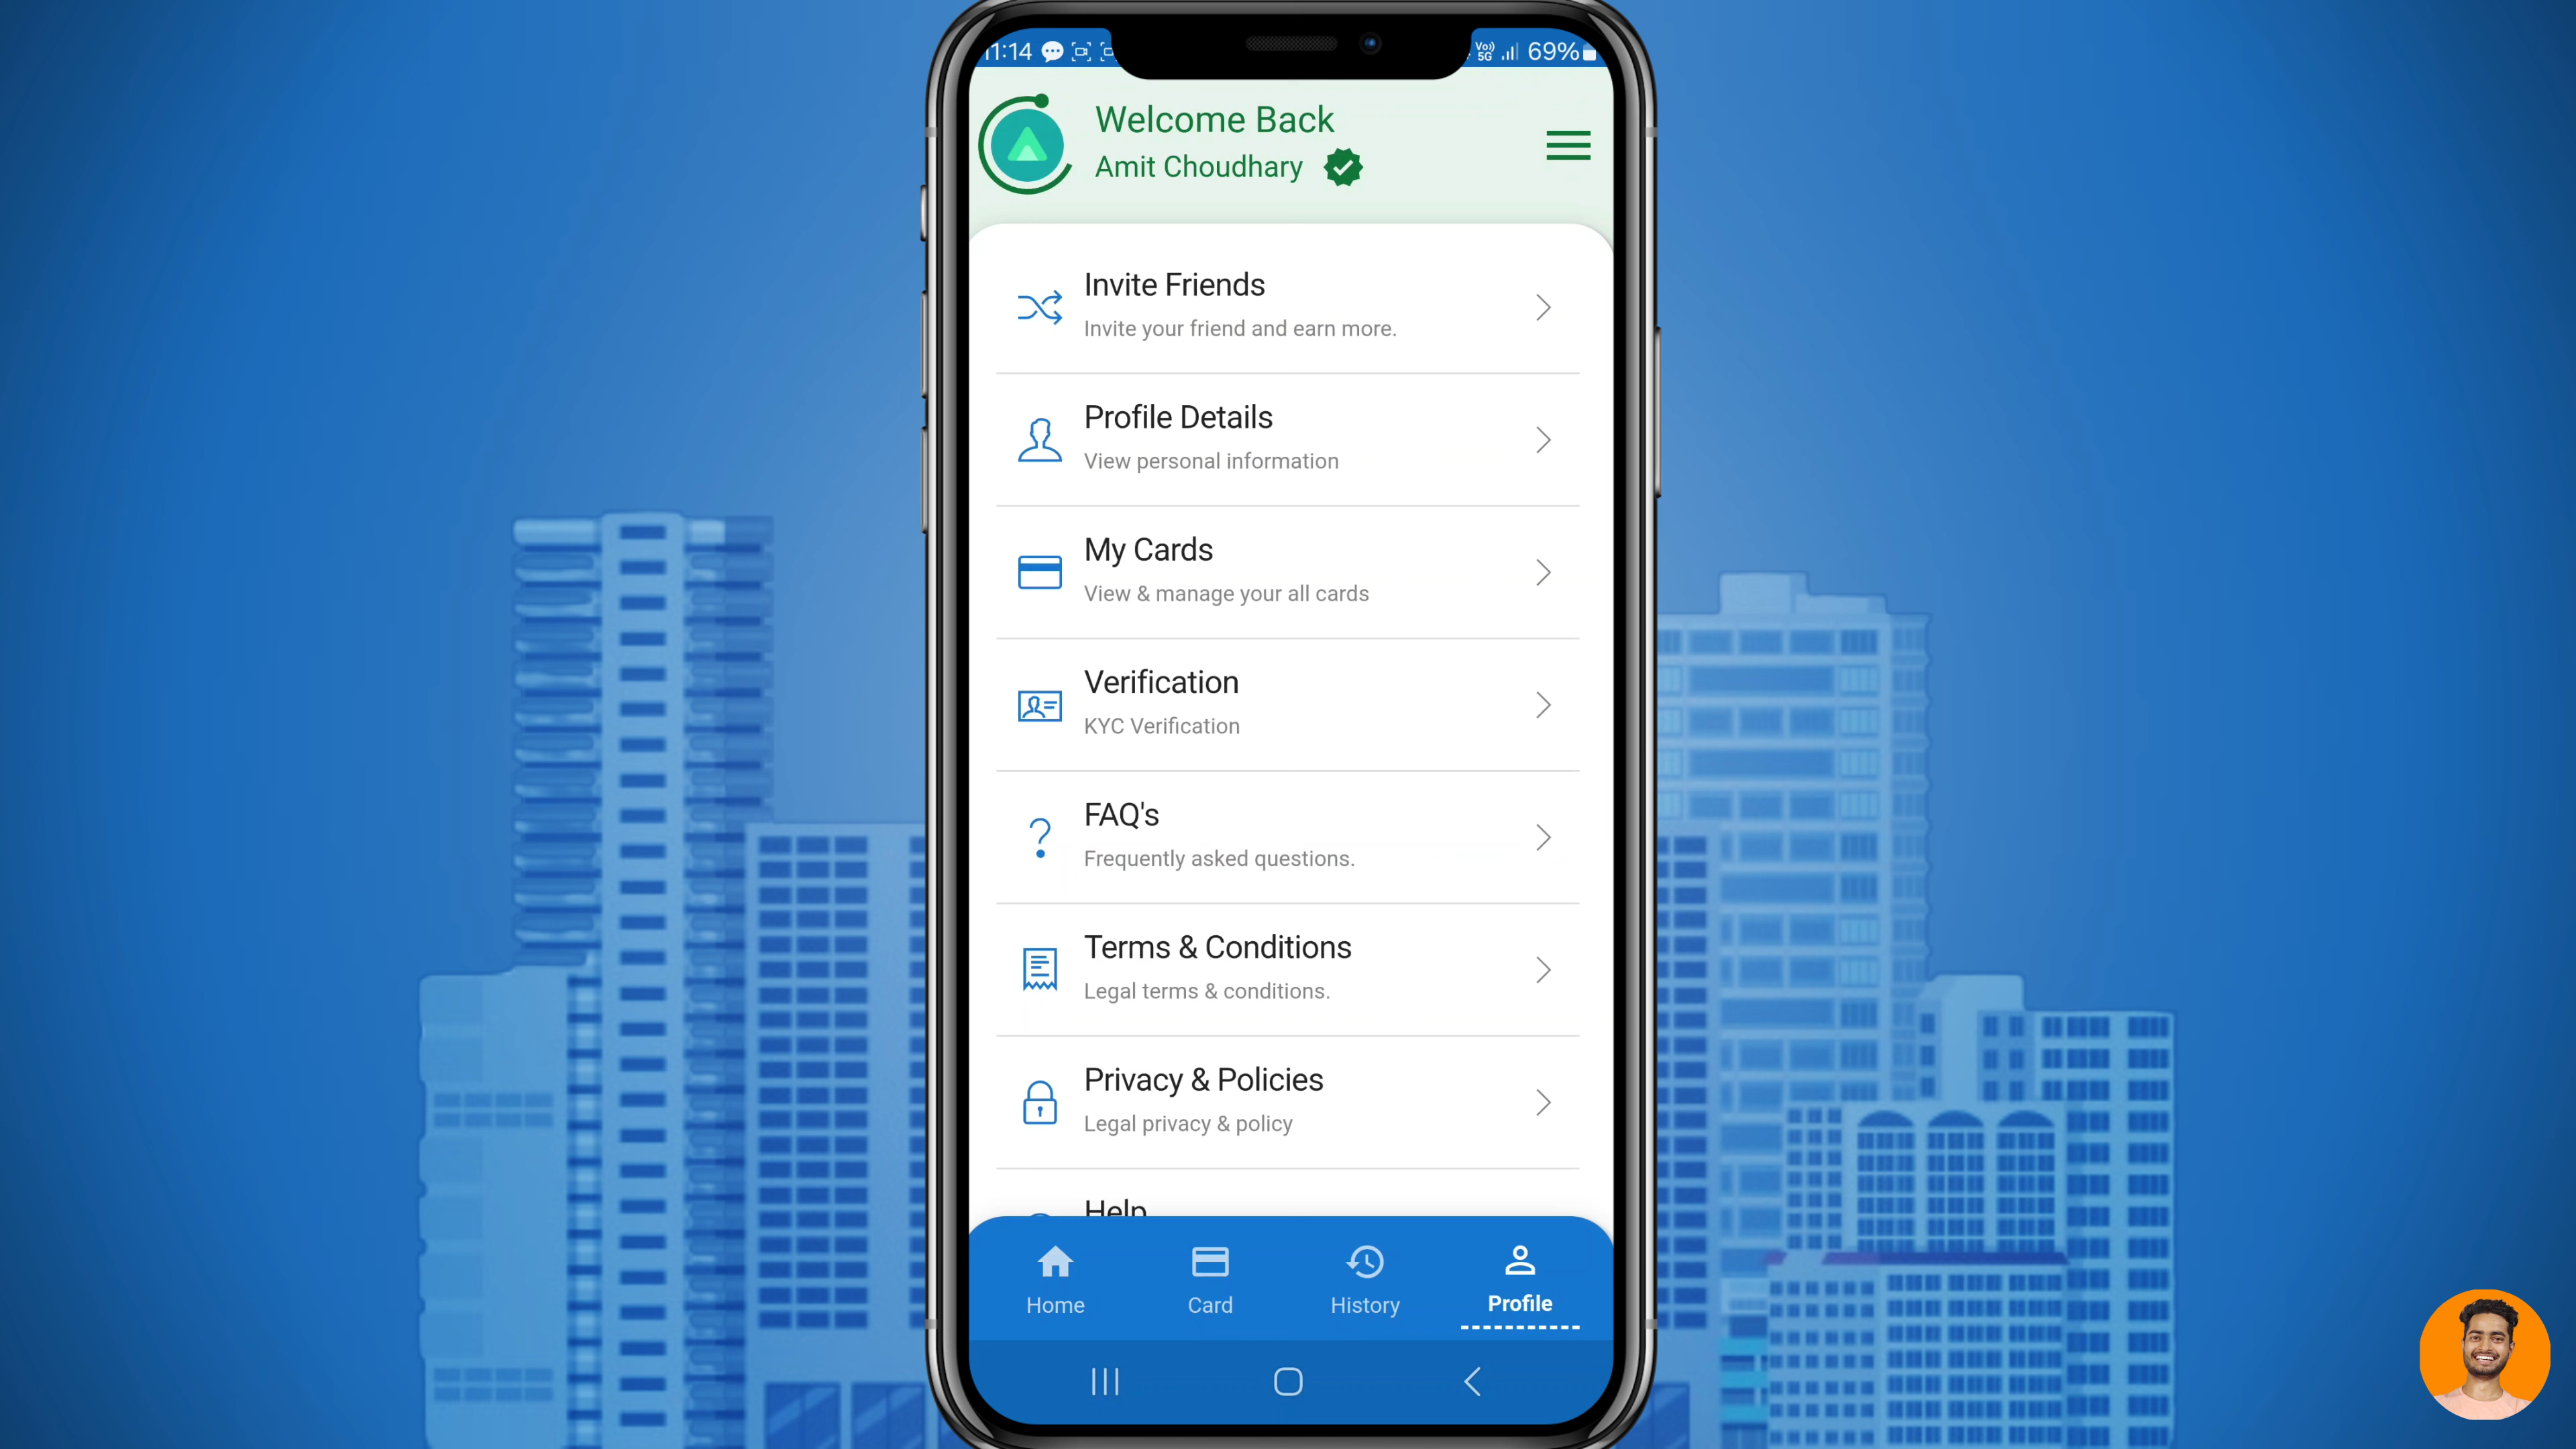 11:14
Vo))
5G
69%
Welcome Back
Amit Choudhary
Invite Friends
Invite your friend and earn more.
Profile Details
View personal information
My Cards
View & manage your all cards
Verification
KYC Verification
FAQ's
Frequently asked questions.
Terms & Conditions
Legal terms & conditions.
Privacy & Policies
Legal privacy & policy
Help
Home
Card
History
Profile